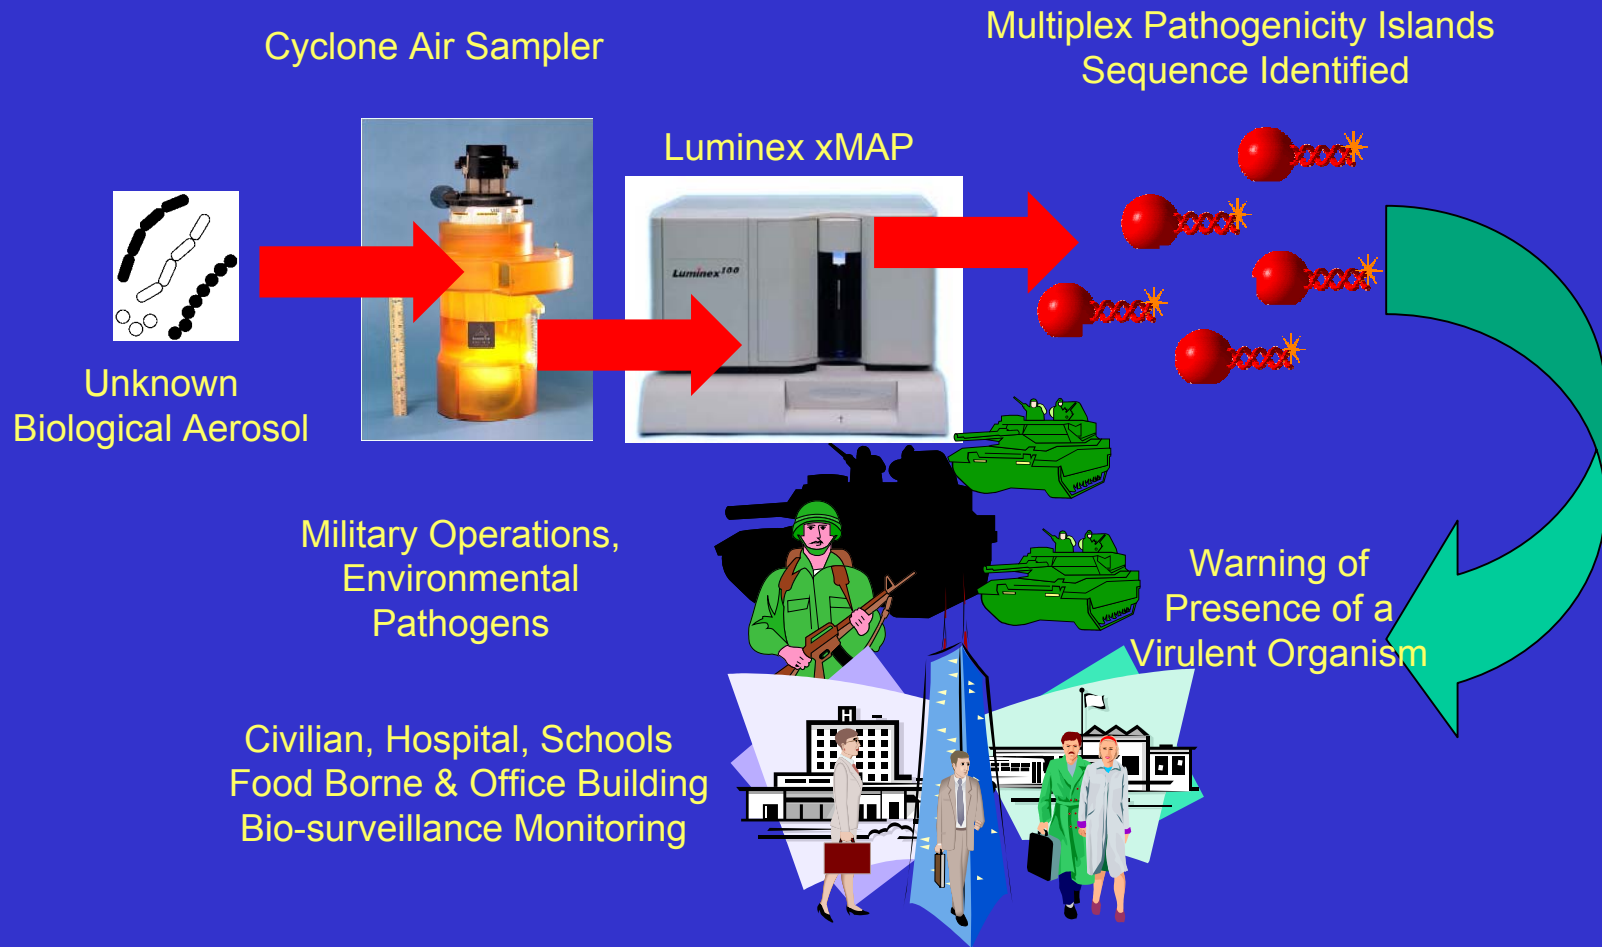 Cyclone Air Sampler
Multiplex Pathogenicity Islands
Sequence Identified
Luminex xMAP
Luminex 100
Unknown
Biological Aerosol
Military Operations,
Environmental
Pathogens
Warning of
Presence of a
Virulent Organism
H
Civilian, Hospital, Schools
Food Borne & Office Building
Bio-surveillance Monitoring